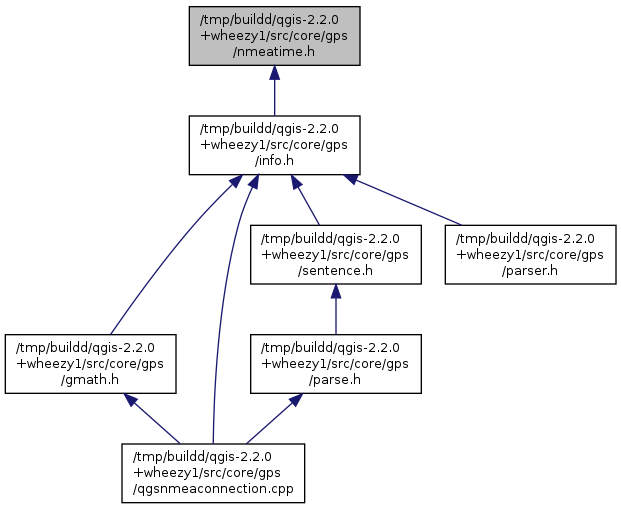 /tmp/buildd/qgis-2.2.0
+wheezy1/src/core/gps
/nmeatime.h
/tmp/buildd/qgis-2.2.0
+wheezy1/src/core/gps
/info.h
/tmp/buildd/qgis-2.2.0
+wheezy1/src/core/gps
/sentence.h
/tmp/buildd/qgis-2.2.0
+wheezy1/src/core/gps
/parser.h
/tmp/buildd/qgis-2.2.0
+wheezy1/src/core/gps
/gmath.h
/tmp/buildd/qgis-2.2.0
+wheezy1/src/core/gps
/parse.h
/tmp/buildd/qgis-2.2.0
+wheezy1/src/core/gps
/qgsnmeaconnection.cpp